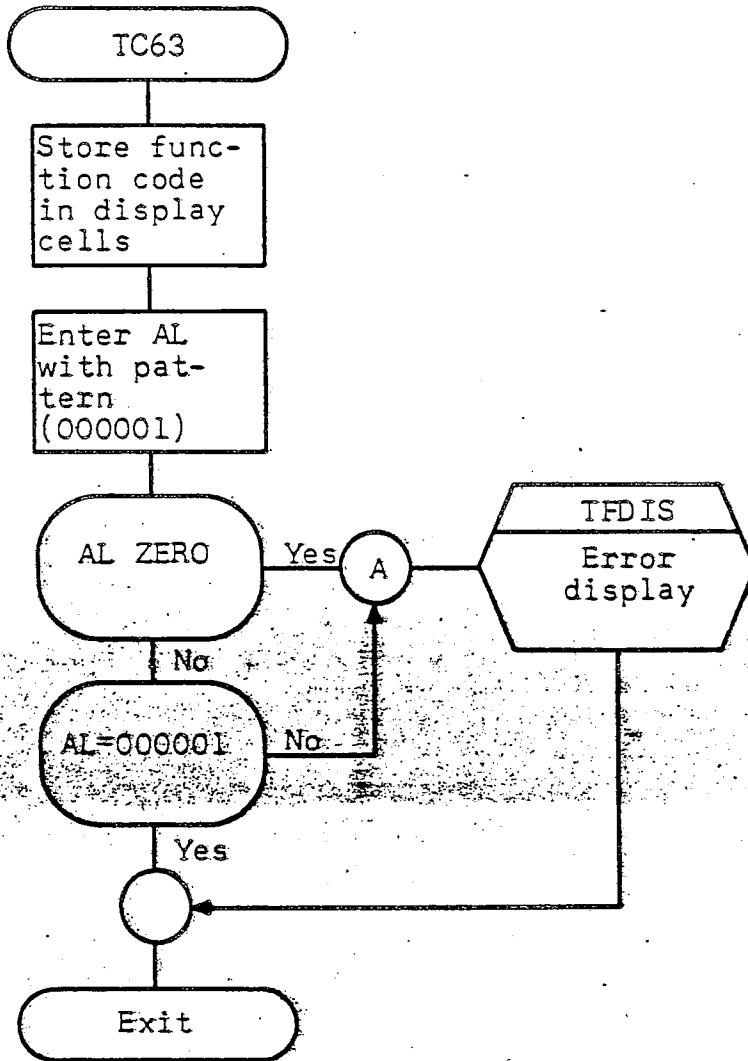 TC63
Store func-
tion code
in display
cells
Enter AL
with pat-
tern
(000001)
AL ZERO
Yes
A
TFDIS
Error
display
No
AL=000001
No
Yes
Exit